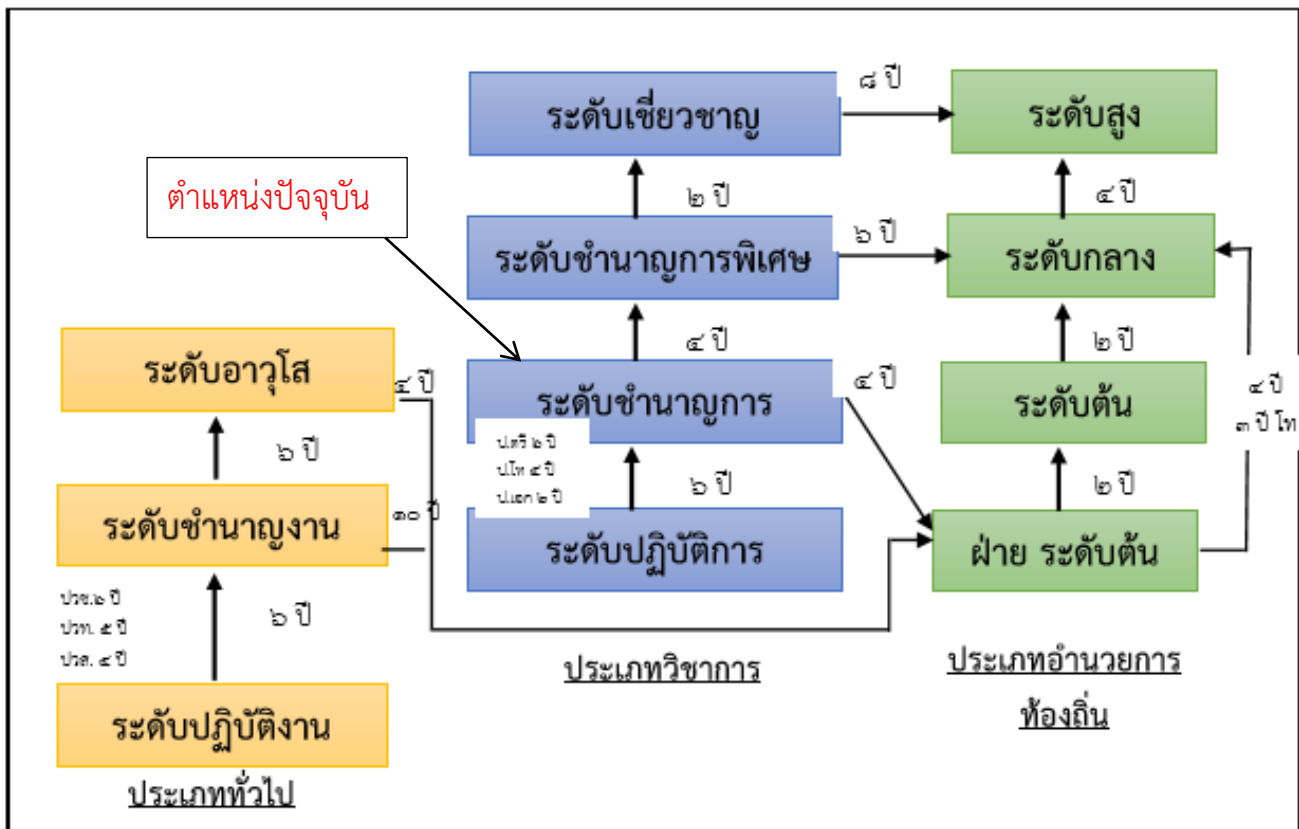 ๘ ปี
ระดับเชี่ยวชาญ
ระดับสูง
ตำแหน่งปัจจุบัน
๒ ปี
๔ ปี
๖ ปี
ระดับชำนาญการพิเศษ
ระดับกลาง
๔ ปี
๒ ปี
ระดับอาวุโส
๔ ปี
๔ ปี
ระดับชำนาญการ
ระดับต้น
๔ ปี
๓ ปี โท
ป.ตรี ๒ ปี
ป.โท ๔ ปี
ป.เอก ๒ ปี
๖ ปี
๖ ปี
๒ ปี
ระดับชำนาญงาน
๑๐ ปี
ระดับปฏิบัติการ
ฝ่าย ระดับต้น
ปวช.๒ ปี
ปวท. ๕ ปี
ปวส. ๔ ปี
๖ ปี
ประเภทวิชาการ
ประเภทอำนวยการ
ท้องถิ่น
ระดับปฏิบัติงาน
ประเภททั่วไป